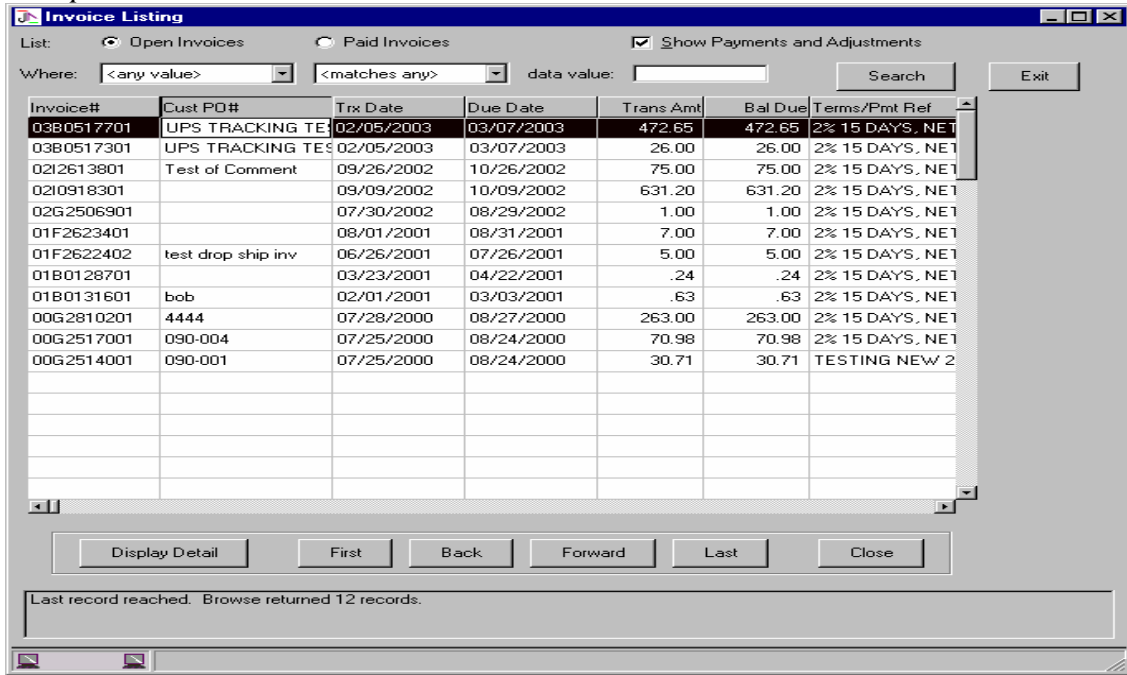 Invoice Listing
List: Open Invoices Paid Invoices Show Payments and Adjustments
Where: <any value> <matches any> data value: Search Exit
Invoice# Cust PO# Trx Date Due Date Trans Amt Bal Due Terms/Pmt Ref
03B0517701 UPS TRACKING TES 02/05/2003 03/07/2003 472.65 472.65 2% 15 DAYS, NET
03B0517301 UPS TRACKING TES 02/05/2003 03/07/2003 26.00 26.00 2% 15 DAYS, NET
02I2613801 Test of Comment 09/26/2002 10/26/2002 75.00 75.00 2% 15 DAYS, NET
02I0918301 09/09/2002 10/09/2002 631.20 631.20 2% 15 DAYS, NET
02G2506901 07/30/2002 08/29/2002 1.00 1.00 2% 15 DAYS, NET
01F2623401 08/01/2001 08/31/2001 7.00 7.00 2% 15 DAYS, NET
01F2622402 test drop ship inv 06/26/2001 07/26/2001 5.00 5.00 2% 15 DAYS, NET
01B0128701 03/23/2001 04/22/2001 .24 .24 2% 15 DAYS, NET
01B0131601 bob 02/01/2001 03/03/2001 .63 .63 2% 15 DAYS, NET
00G2810201 4444 07/28/2000 08/27/2000 263.00 263.00 2% 15 DAYS, NET
00G2517001 090-004 07/25/2000 08/24/2000 70.98 70.98 2% 15 DAYS, NET
00G2514001 090-001 07/25/2000 08/24/2000 30.71 30.71 TESTING NEW 2
Display Detail First Back Forward Last Close
Last record reached. Browse returned 12 records.